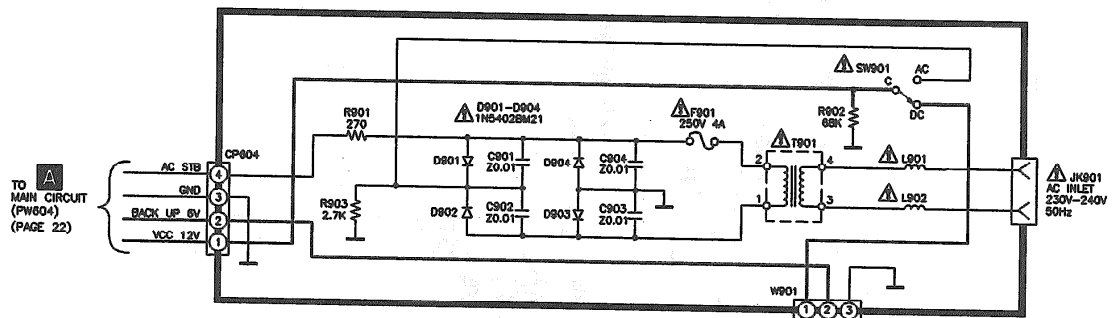 SW901
AC
C
DC
R902
68K
R901
270
D901-D904
1N5402BM21
F901
250V 4A
T901
2
4
1
3
L901
L902
JK901
AC INLET
230V-240V
50Hz
CP604
TO A
MAIN CIRCUIT
(PW604)
(PAGE 22)
AC STB
GND
BACK UP 6V
VCC 12V
4
3
2
1
R903
2.7K
D901
C901
Z0.01
D904
C904
Z0.01
D902
C902
Z0.01
D903
C903
Z0.01
W901
1
2
3